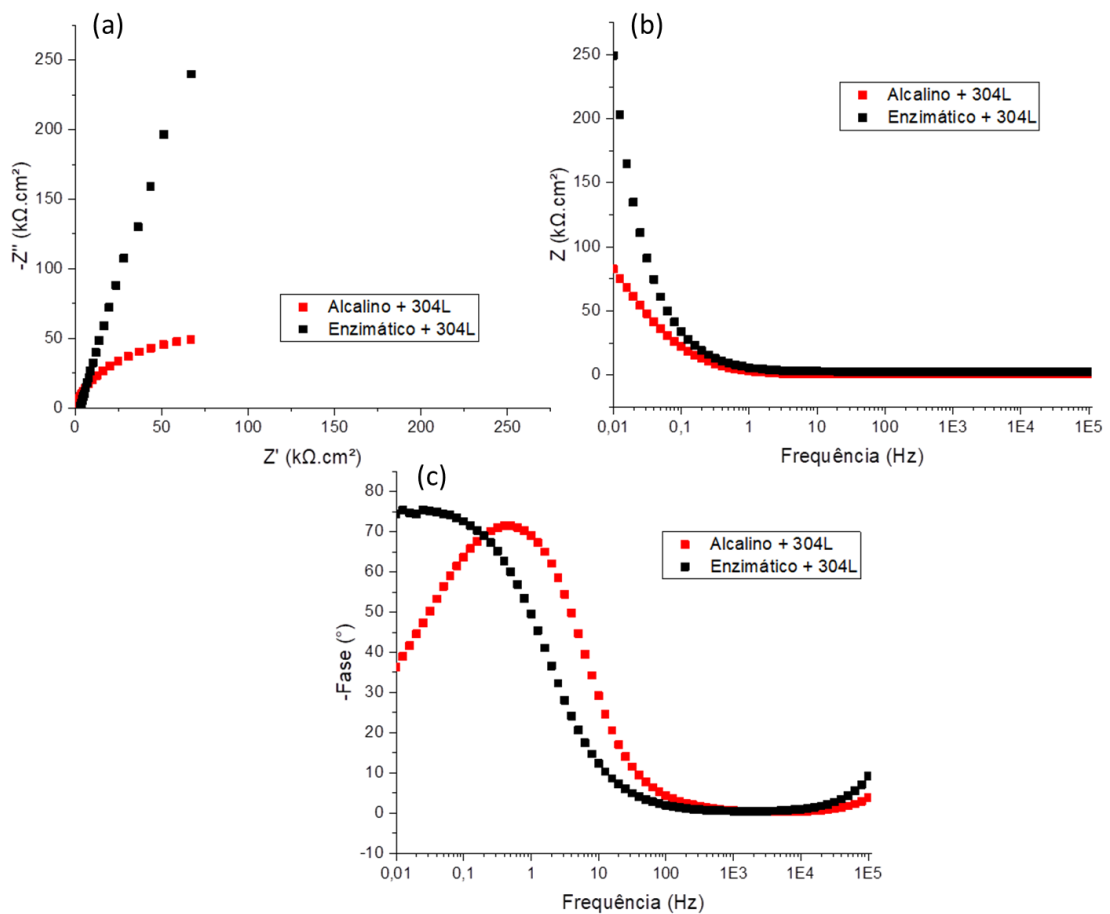 (a)
250
200
150
100
50
0
-Z'' (kΩ.cm²)
Alcalino + 304L
Enzimático + 304L
0
50
100
150
200
250
Z' (kΩ.cm²)
(b)
250
200
150
100
50
0
Z (kΩ.cm²)
Alcalino + 304L
Enzimático + 304L
0,01
0,1
1
10
100
1E3
1E4
1E5
Frequência (Hz)
(c)
80
70
60
50
40
30
20
10
0
-10
-Fase (°)
Alcalino + 304L
Enzimático + 304L
0,01
0,1
1
10
100
1E3
1E4
1E5
Frequência (Hz)